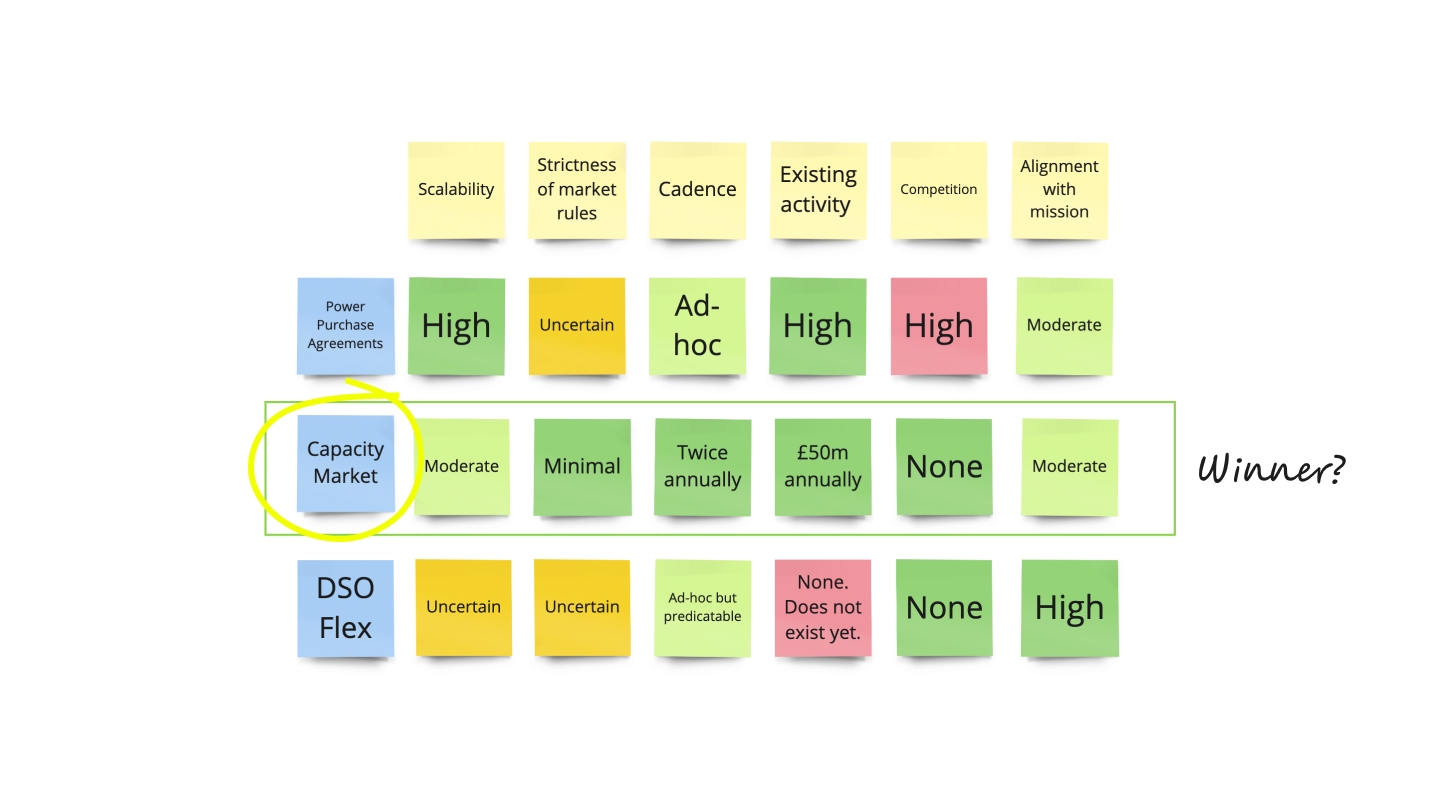 Scalability
Strictness
of market
rules
Cadence
Existing
activity
Competition
Alignment
with
mission
Power
Purchase
Agreements
High
Uncertain
Ad-
hoc
High
High
Moderate
Capacity
Market
Moderate
Minimal
Twice
annually
£50m
annually
None
Moderate
Winner?
DSO
Flex
Uncertain
Uncertain
Ad-hoc but
predicatable
None.
Does not
exist yet.
None
High